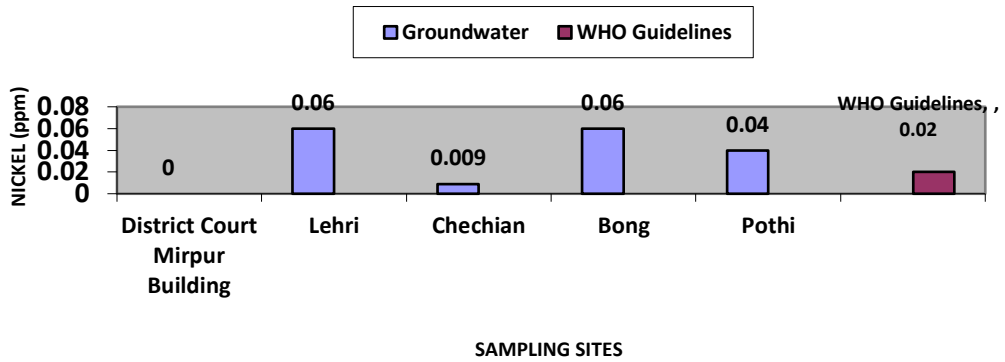 Groundwater WHO Guidelines
NICKEL (ppm)
0.08
0.06
0.04
0.02
0
0
0.06
0.009
0.06
0.04
WHO Guidelines, ,
0.02
District Court
Mirpur
Building
Lehri
Chechian
Bong
Pothi
SAMPLING SITES